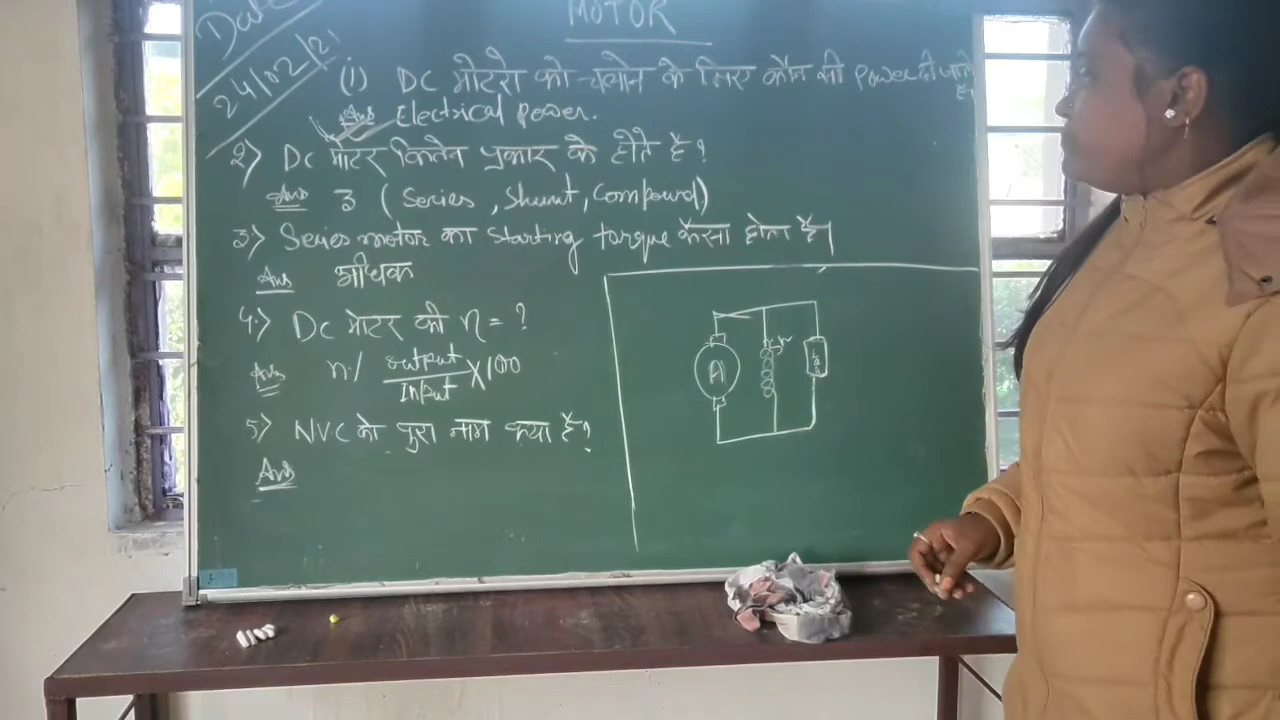 MOTOR
Date
24/02/21
(i) DC मोटरो को चलाने के लिए कौन सी Power दी जाती है
Ans Electrical Power.
2) DC मोटर कितने प्रकार के होते हैं?
Ans 3 (Series, Shunt, Compound)
3) Series motor का starting torque कैसा होता है।
Ans अधिक
4.) DC मोटर की η = ?
Ans η / output/Input X100
5) NVC को पुरा नाम क्या है?
Ans
A